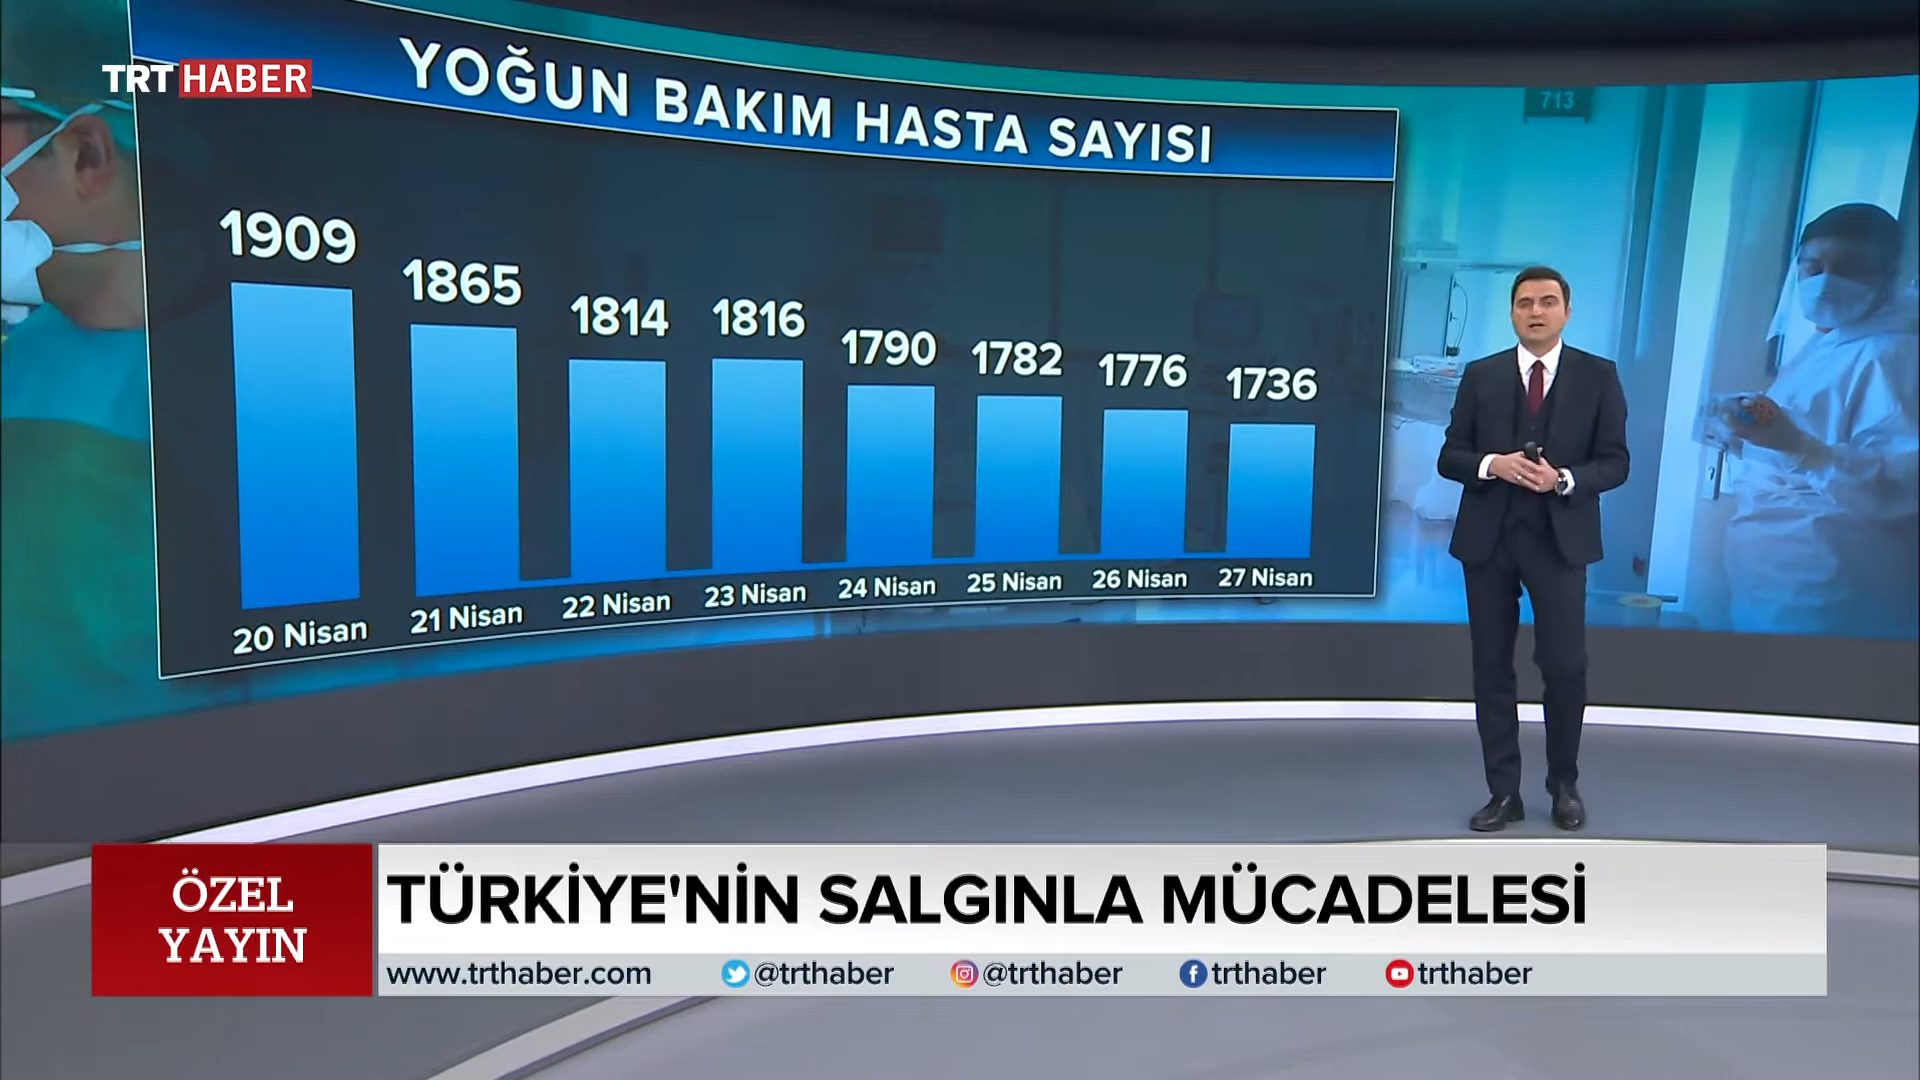 TRT HABER
YOĞUN BAKIM HASTA SAYISI
713
1909
1865
1814
1816
1790
1782
1776
1736
20 Nisan
21 Nisan
22 Nisan
23 Nisan
24 Nisan
25 Nisan
26 Nisan
27 Nisan
ÖZEL
YAYIN
TÜRKİYE'NİN SALGINLA MÜCADELESİ
www.trthaber.com @trthaber @trthaber trthaber trthaber